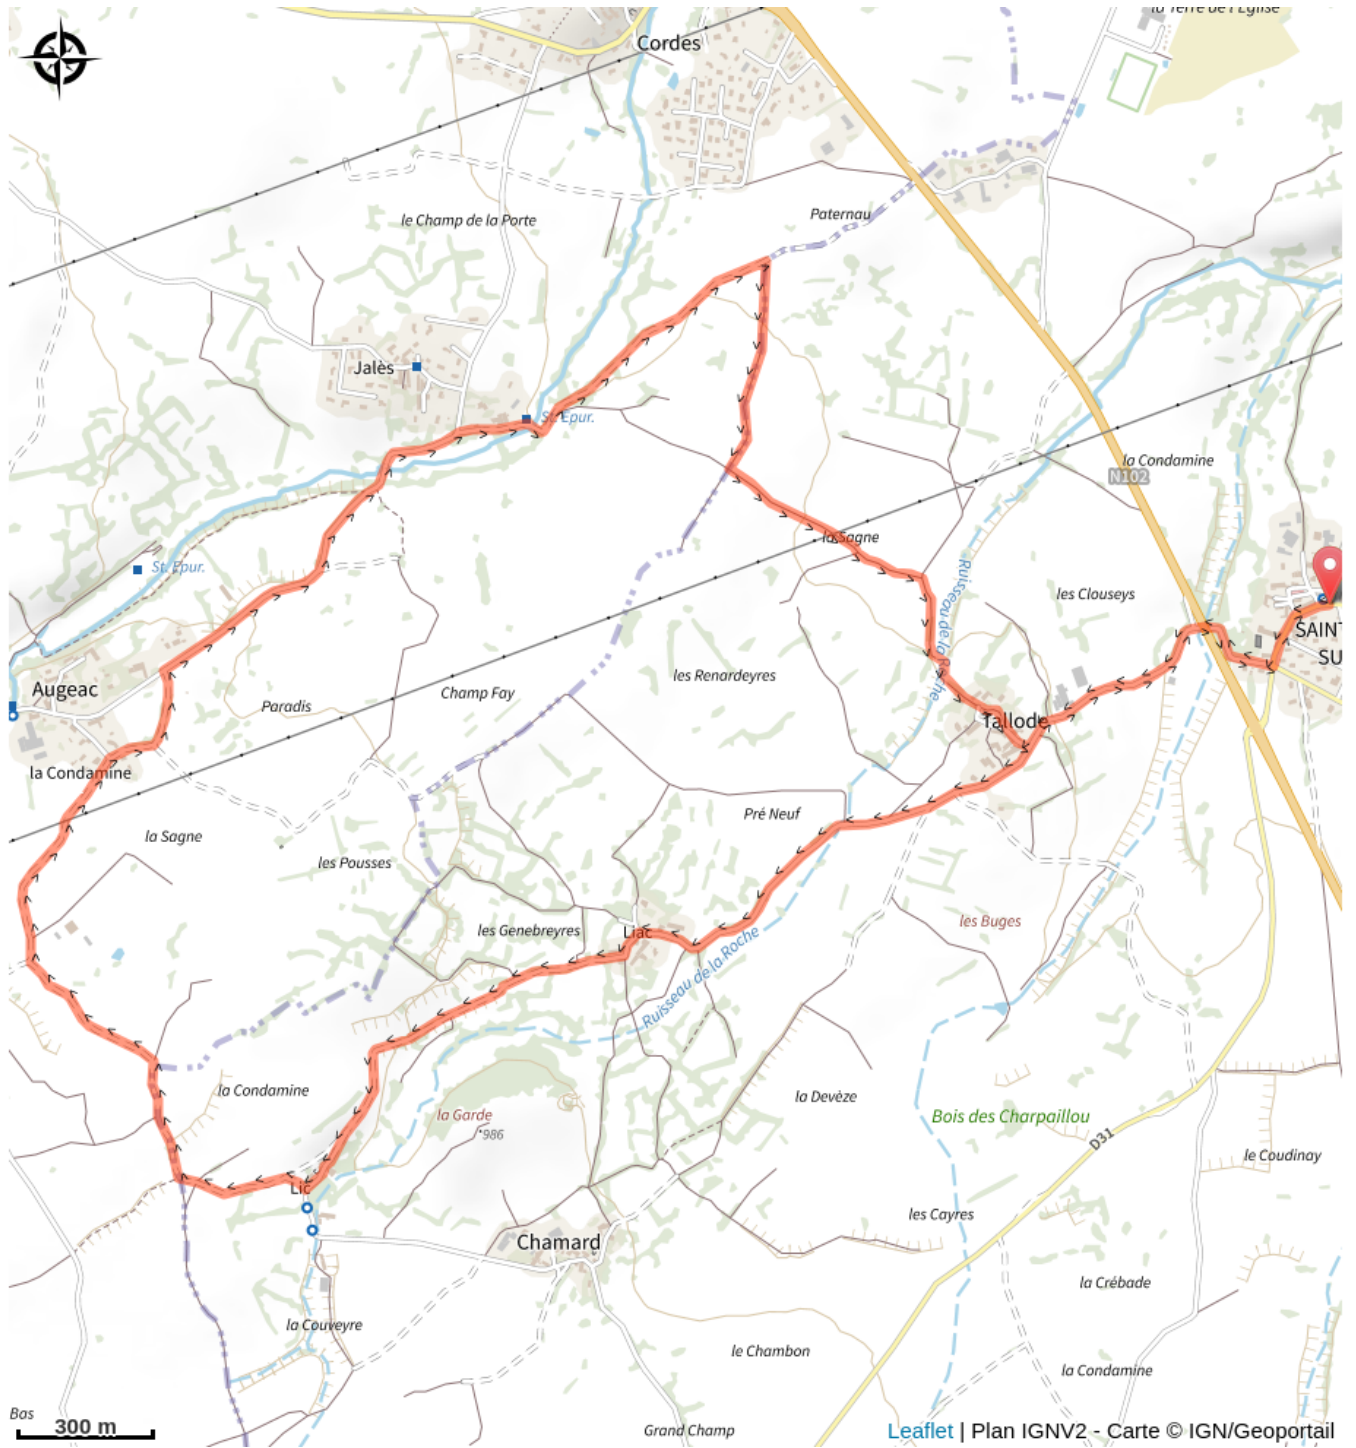 la Terre de l'Église
Cordes
le Champ de la Porte
Paternau
Jalès
St. Epur.
la Condamine
N102
la Sagne
St. Epur.
Ruisseau de la Roche
les Clouseys
SAINT
SU
Augeac
les Renardeyres
Champ Fay
Paradis
Tallode
la Condamine
Pré Neuf
la Sagne
les Pousses
les Genebreyres
Liac
les Buges
Ruisseau de la Roche
la Condamine
la Garde
986
la Devèze
Bois des Charpaillou
D31
le Coudinay
Lic
les Cayres
Chamard
la Crébade
la Couveyre
le Chambon
la Condamine
Bas
300 m
Grand Champ
Leaflet | Plan IGNV2 - Carte © IGN/Geoportail